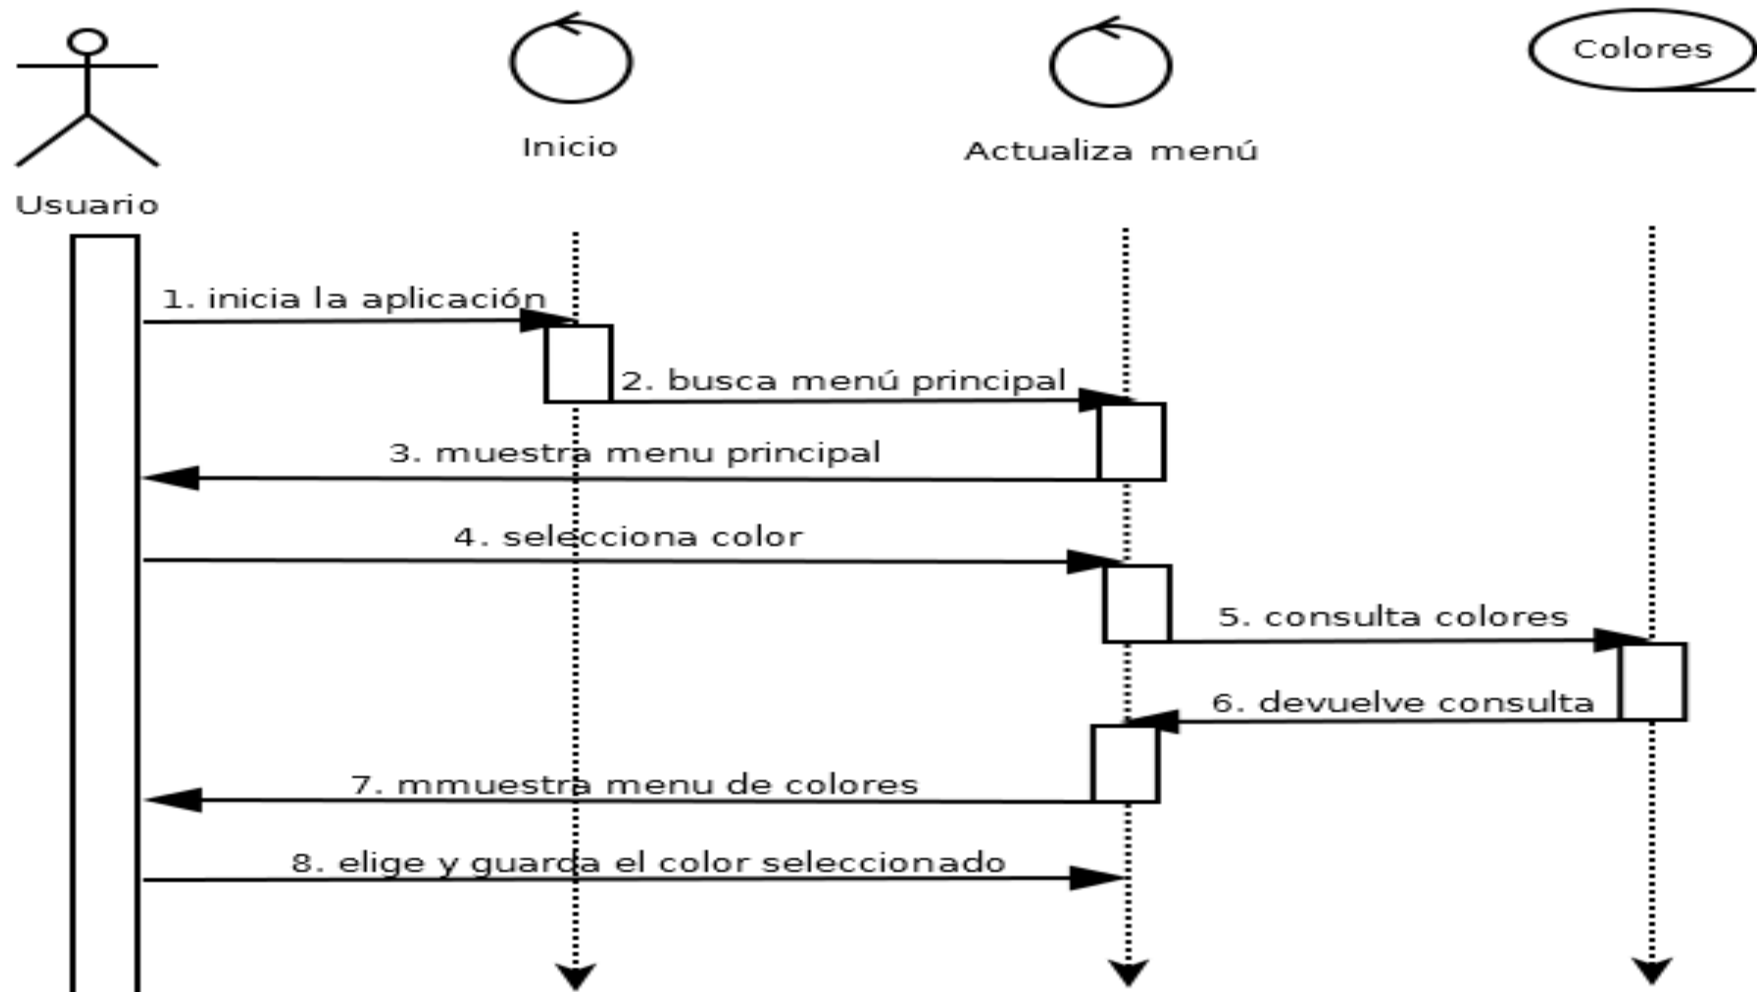 Colores
Inicio
Actualiza menú
Usuario
1. inicia la aplicación
2. busca menú principal
3. muestra menu principal
4. selecciona color
5. consulta colores
6. devuelve consulta
7. mmuestra menu de colores
8. elige y guarda el color seleccionado